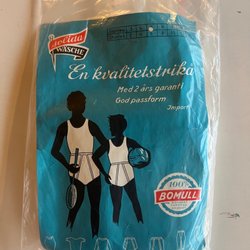 WÄSCHE
En kvalitetstrika
Med 2 års garanti
God passform
Import
100%
BOMULL